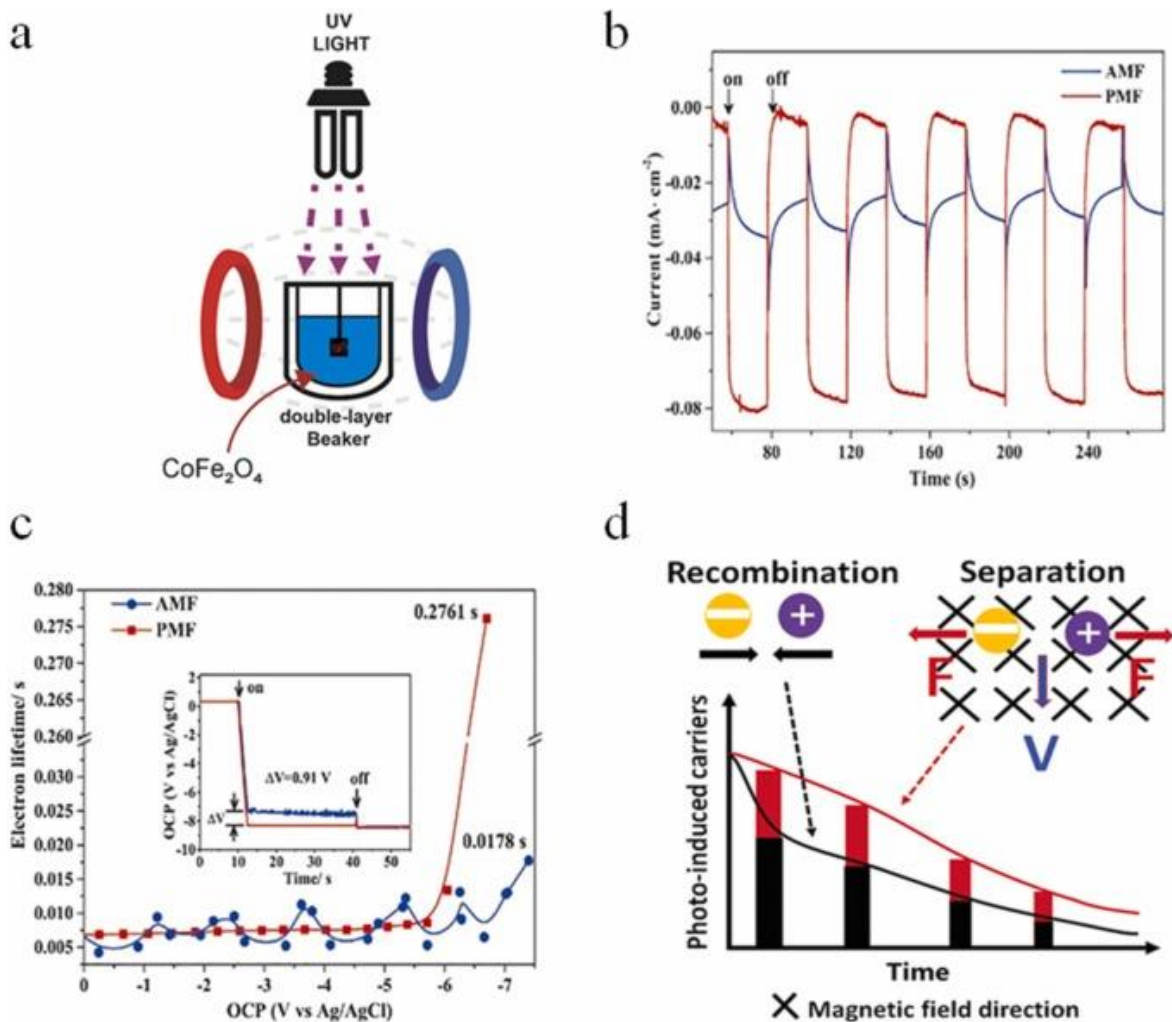 a
UV
LIGHT
double-layer
Beaker
CoFe₂O₄
b
on
off
AMF
PMF
0.00
-0.02
-0.04
-0.06
-0.08
Current (mA· cm⁻²)
80
120
160
200
240
Time (s)
c
AMF
PMF
0.280
0.275
0.270
0.265
0.260
0.030
0.025
0.020
0.015
0.010
0.005
Electron lifetime/ s
0.2761 s
0.0178 s
2
0
-2
-4
-6
-8
-10
OCP (V vs Ag/AgCl)
on
ΔV=0.91 V
off
ΔV
0
10
20
30
40
50
Time/ s
0
-1
-2
-3
-4
-5
-6
-7
OCP (V vs Ag/AgCl)
d
Recombination
Separation
F
F
V
Photo-induced carriers
Time
Magnetic field direction